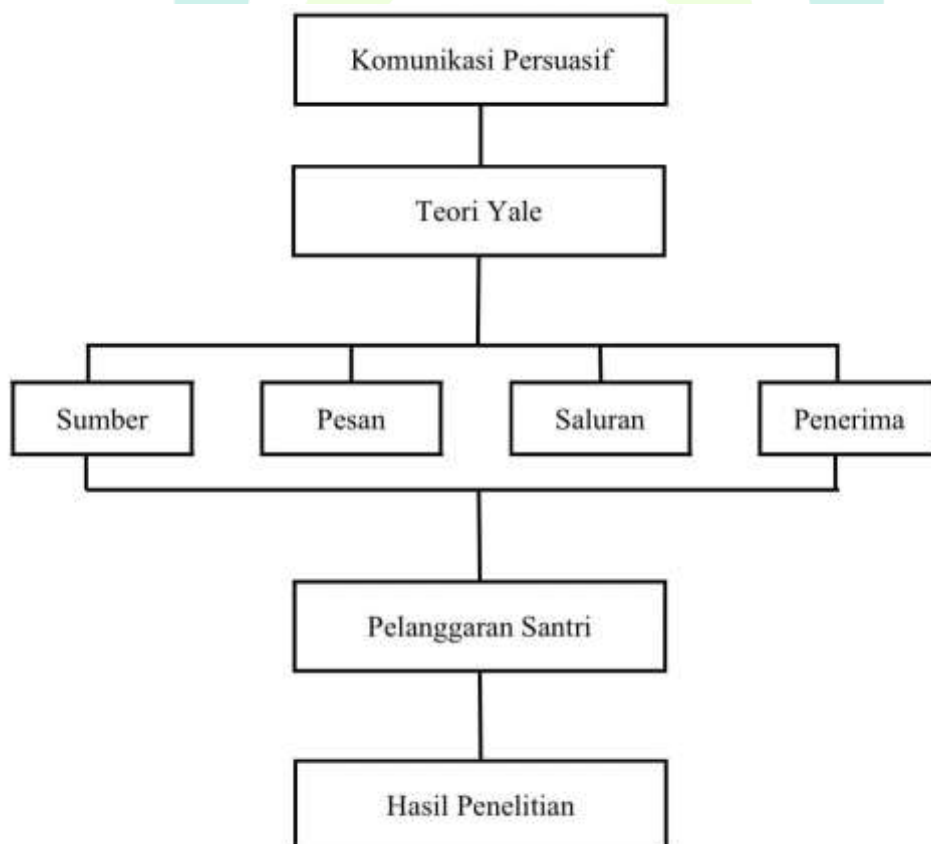 Komunikasi Persuasif
Teori Yale
Sumber
Pesan
Saluran
Penerima
Pelanggaran Santri
Hasil Penelitian